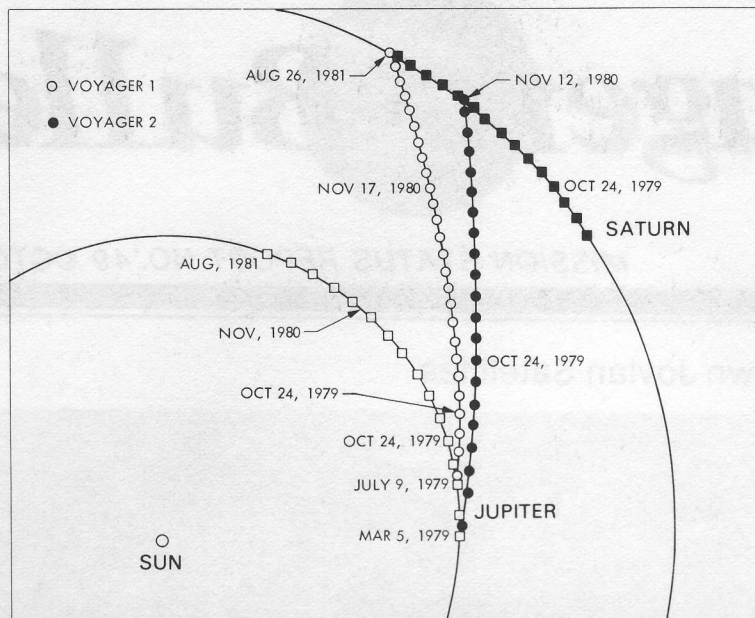 AUG 26, 1981
NOV 12, 1980
○ VOYAGER 1
● VOYAGER 2
NOV 17, 1980
OCT 24, 1979
SATURN
AUG, 1981
NOV, 1980
OCT 24, 1979
OCT 24, 1979
OCT 24, 1979
JULY 9, 1979
JUPITER
MAR 5, 1979
SUN